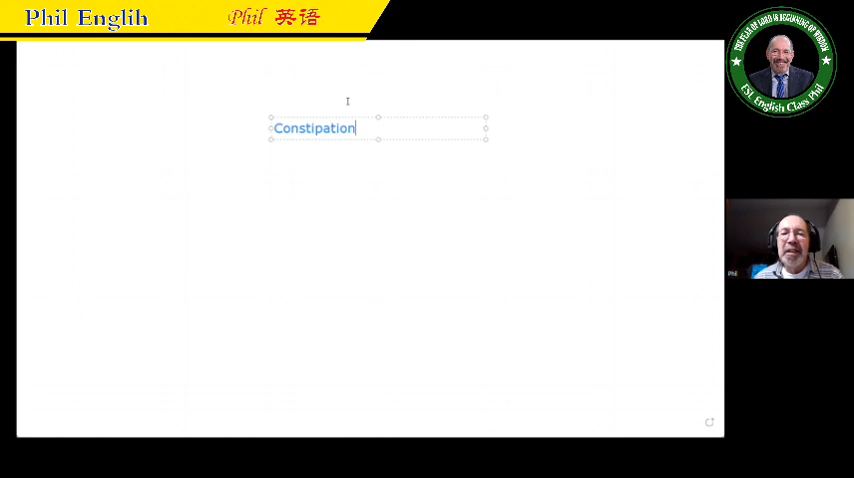 Phil Englih
Phil 英语
THE FEAR OF LORD IS BEGINNING OF WISDOM
ESL English Class Phil
Constipation
Phil